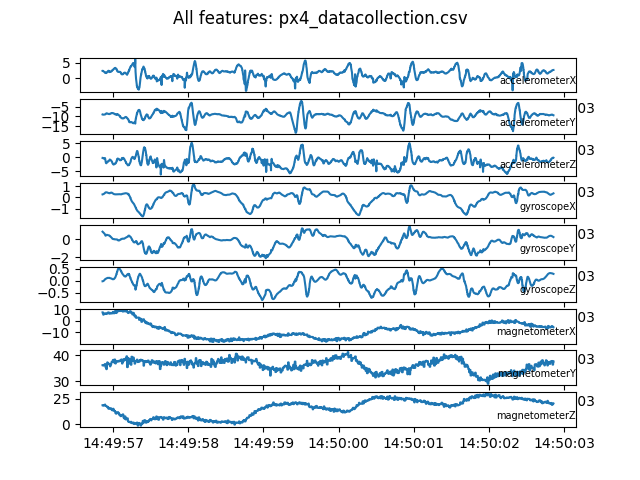 All features: px4_datacollection.csv
5
0
accelerometerX
−5
−10
−15
accelerometerY
03
5
0
−5
accelerometerZ
03
1
0
−1
gyroscopeX
03
0
−2
gyroscopeY
03
0.5
0.0
−0.5
gyroscopeZ
03
10
0
−10
magnetometerX
03
40
30
magnetometerY
03
25
0
magnetometerZ
03
14:49:57 14:49:58 14:49:59 14:50:00 14:50:01 14:50:02 14:50:03